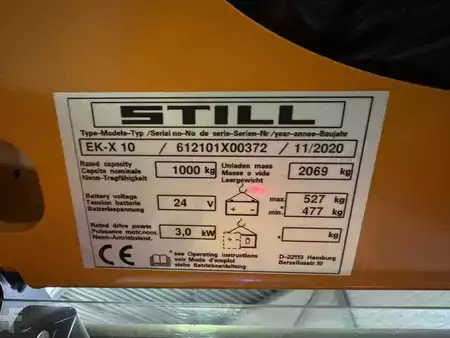 STILL
Type-Modele-Typ /Serial no-No de serie-Serien-Nr /year-annee-Baujahr
EK-X 10 / 612101X00372 / 11/2020
Rated capacity
Capcits nominale
Nenn-Tragfähigkeit
1000 kg
Unladen mass
Masse a vide
Leergewicht
2069 kg
Battery voltage
Tension batterie
Batteriespannung
24 V
max. 527 kg
min. 477 kg
Rated drive power
Puissance motr. nom.
Nenn-Antriebsleist.
3,0 kW
* kg
CE
* see Operating instructions
voir Mode d'emploi
siehe Betriebsanleitung
D-22113 Hamburg
Berzeliusstr.10